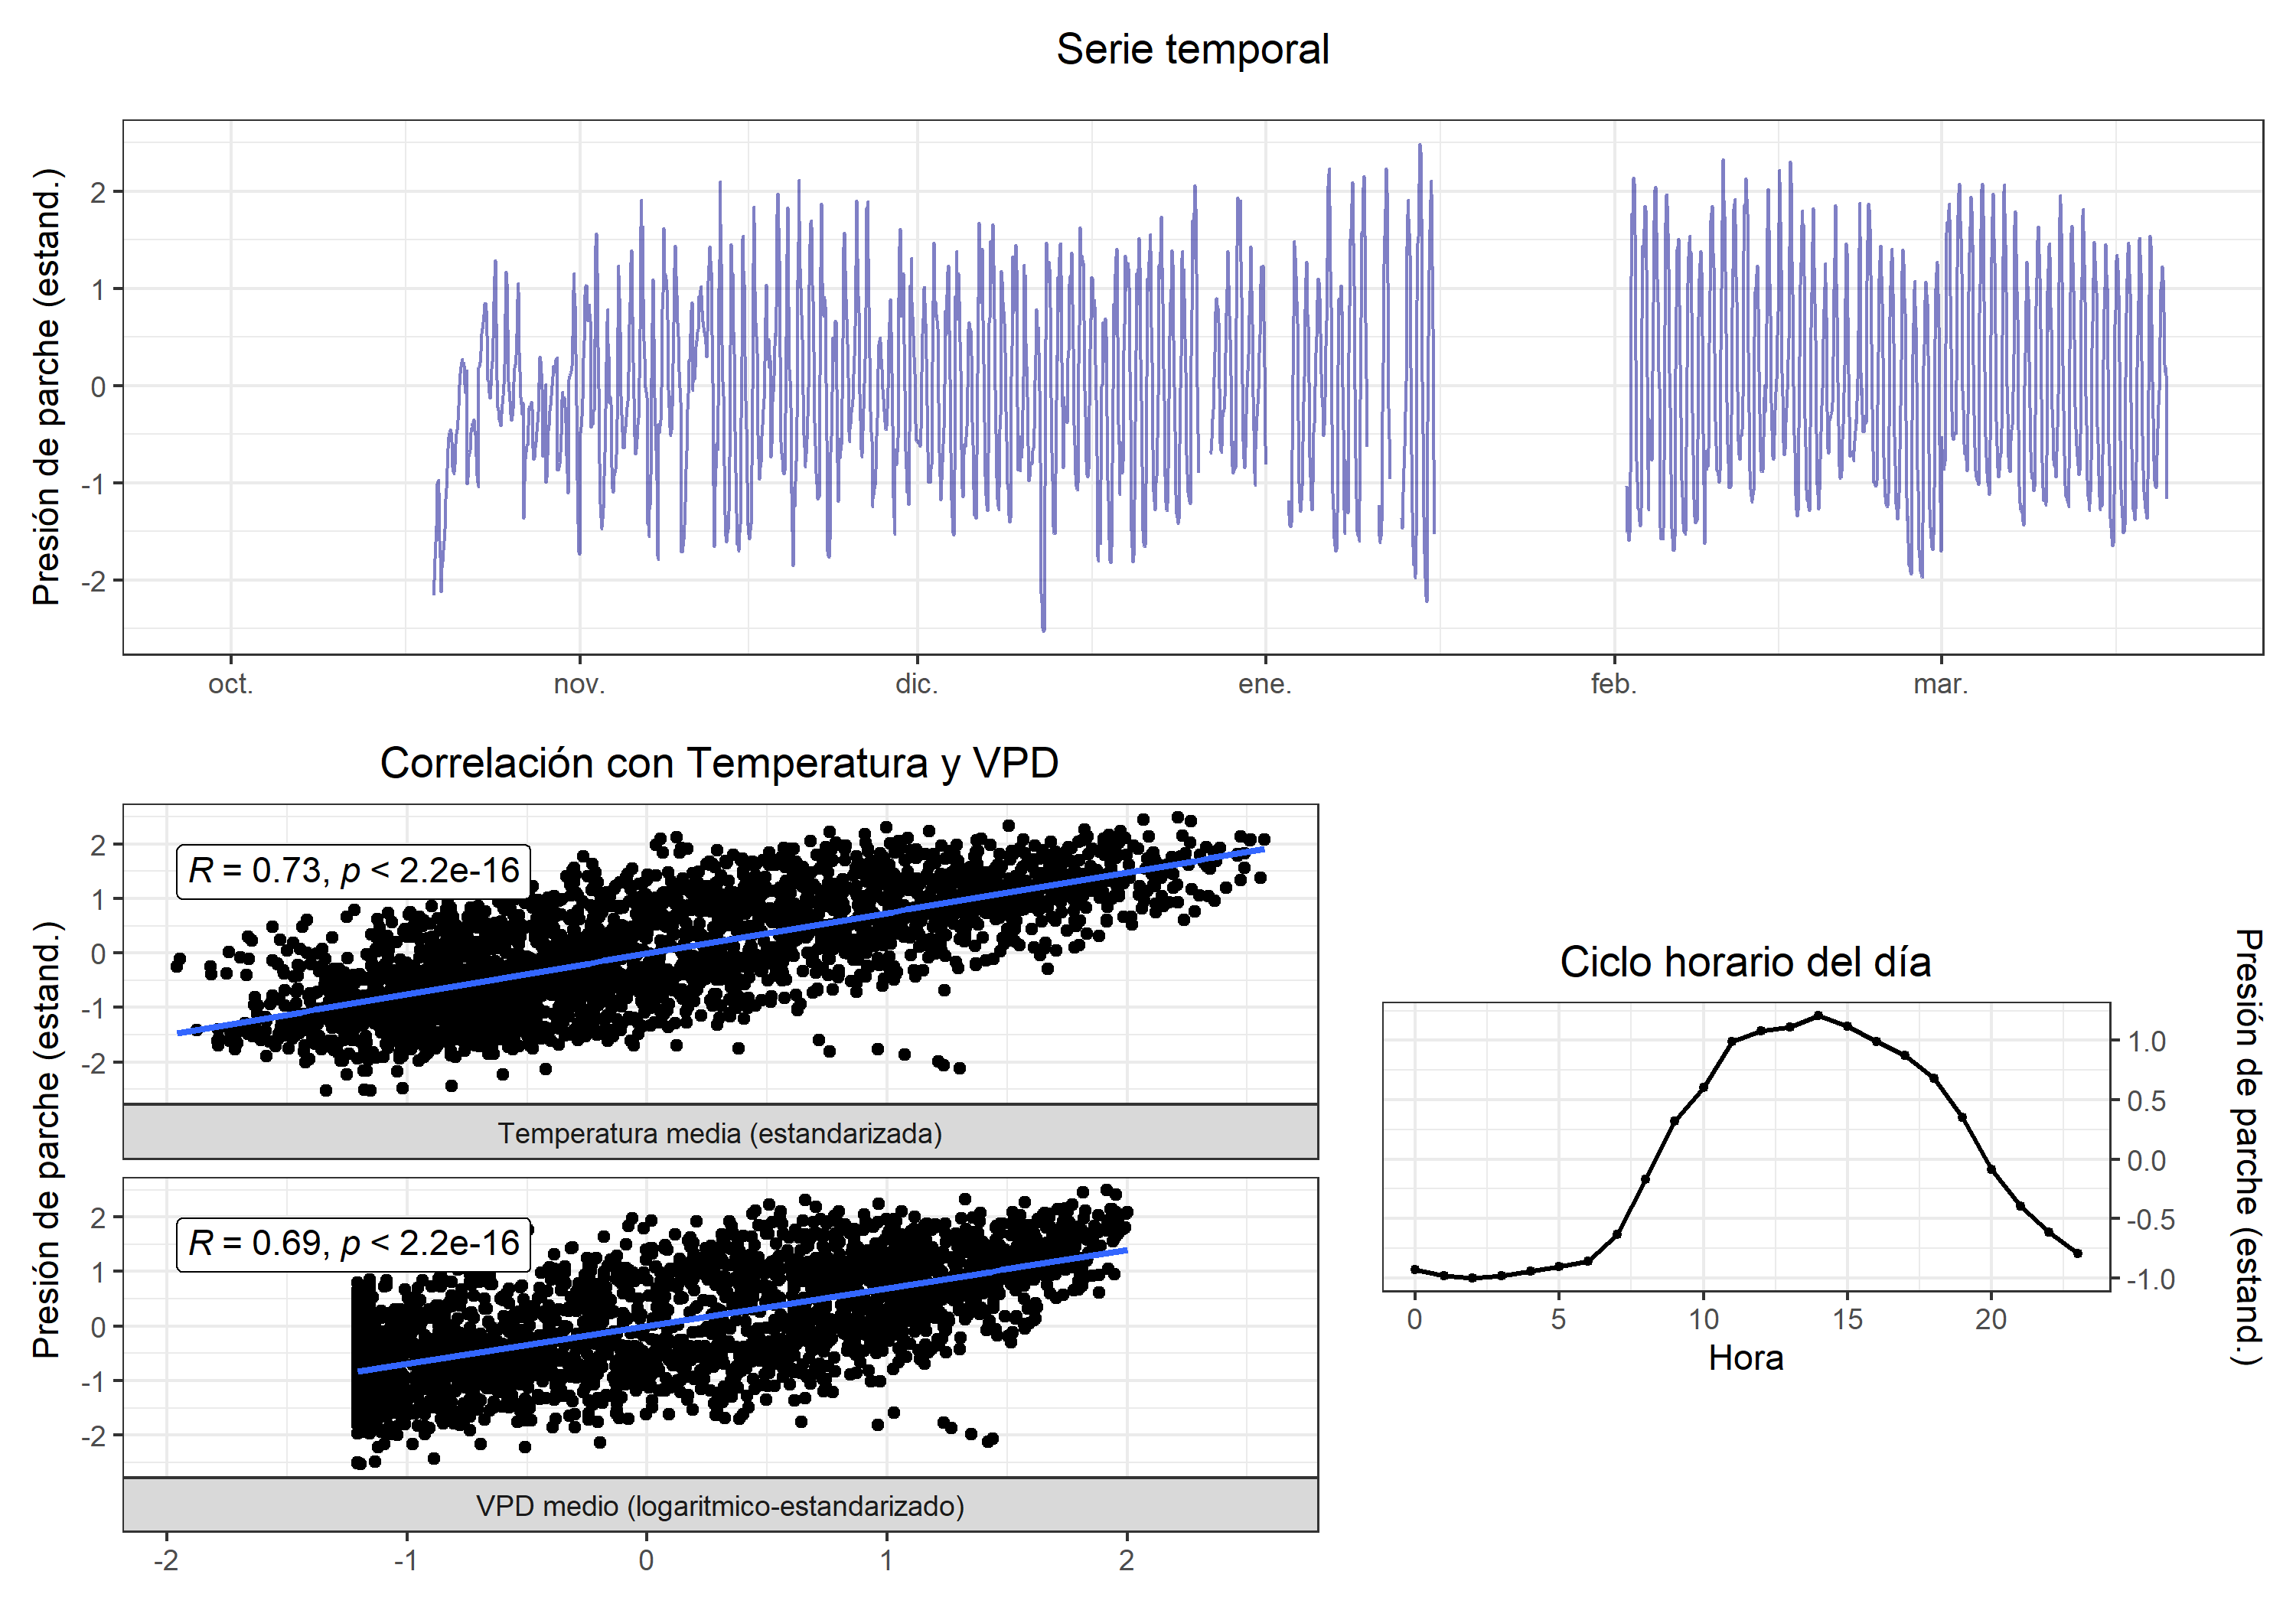 Serie temporal
Presión de parche (estand.)
2
1
0
-1
-2
oct. nov. dic. ene. feb. mar.
Correlación con Temperatura y VPD
Presión de parche (estand.)
R = 0.73, p < 2.2e-16
2
1
0
-1
-2
Temperatura media (estandarizada)
R = 0.69, p < 2.2e-16
2
1
0
-1
-2
VPD medio (logaritmico-estandarizado)
-2 -1 0 1 2
Ciclo horario del día
1.0
0.5
0.0
-0.5
-1.0
Presión de parche (estand.)
0 5 10 15 20
Hora